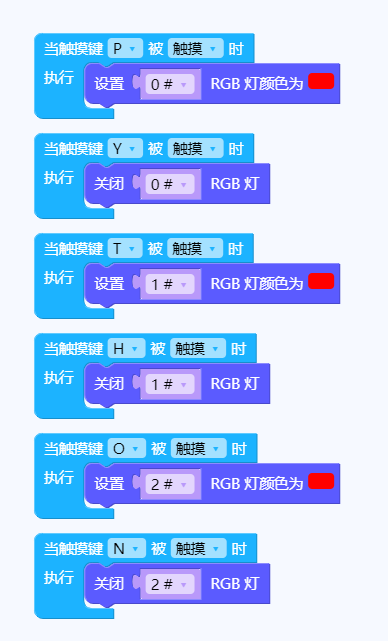 当触摸键 P 被 触摸 时
执行 设置 0 # RGB 灯颜色为
当触摸键 Y 被 触摸 时
执行 关闭 0 # RGB 灯
当触摸键 T 被 触摸 时
执行 设置 1 # RGB 灯颜色为
当触摸键 H 被 触摸 时
执行 关闭 1 # RGB 灯
当触摸键 O 被 触摸 时
执行 设置 2 # RGB 灯颜色为
当触摸键 N 被 触摸 时
执行 关闭 2 # RGB 灯